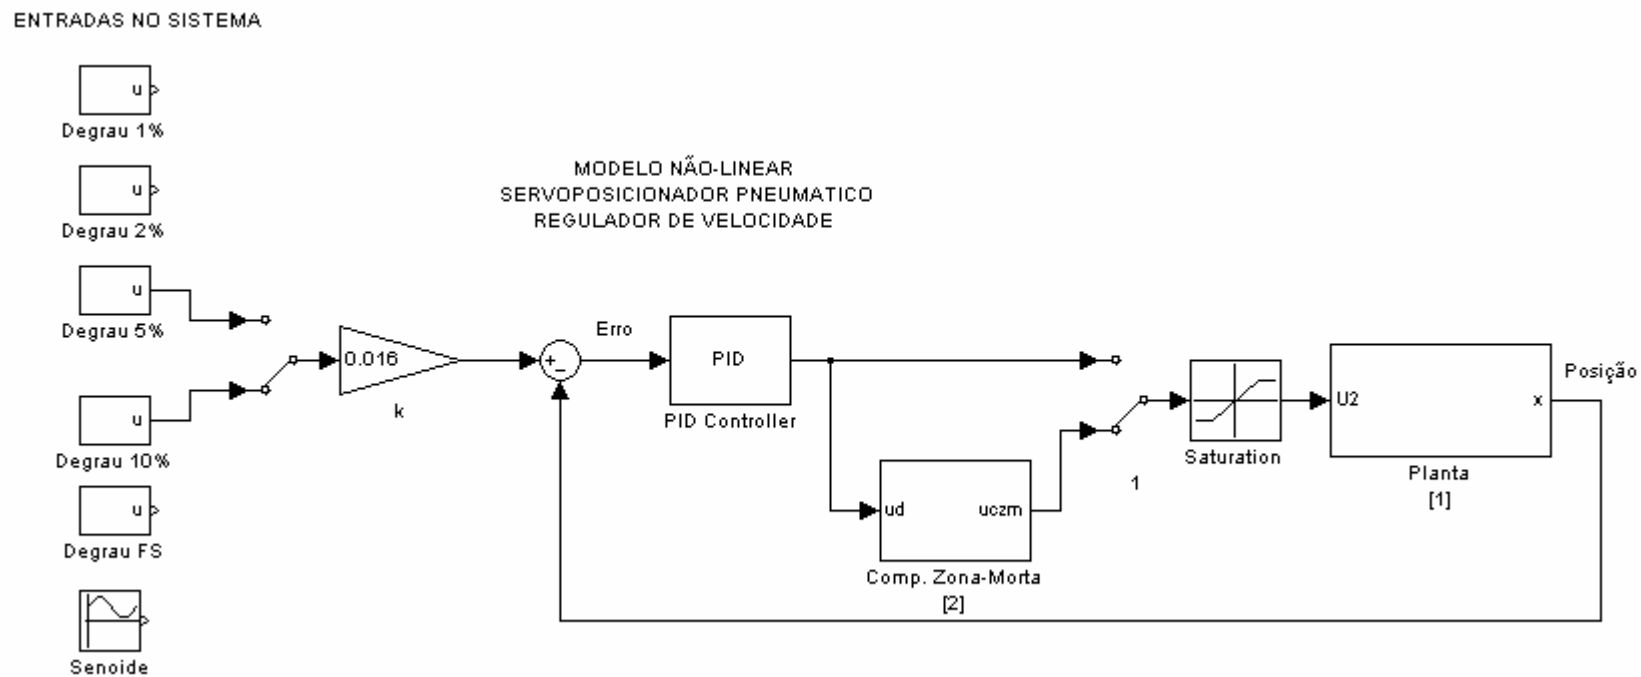 ENTRADAS NO SISTEMA
u
Degrau 1%
u
Degrau 2%
MODELO NÃO-LINEAR
SERVOPOSICIONADOR PNEUMATICO
REGULADOR DE VELOCIDADE
u
Degrau 5%
0.016
k
+
−
Erro
PID
PID Controller
u
Degrau 10%
ud
uczm
Comp. Zona-Morta
[2]
1
Saturation
U2
x
Planta
[1]
Posição
u
Degrau FS
Senoide